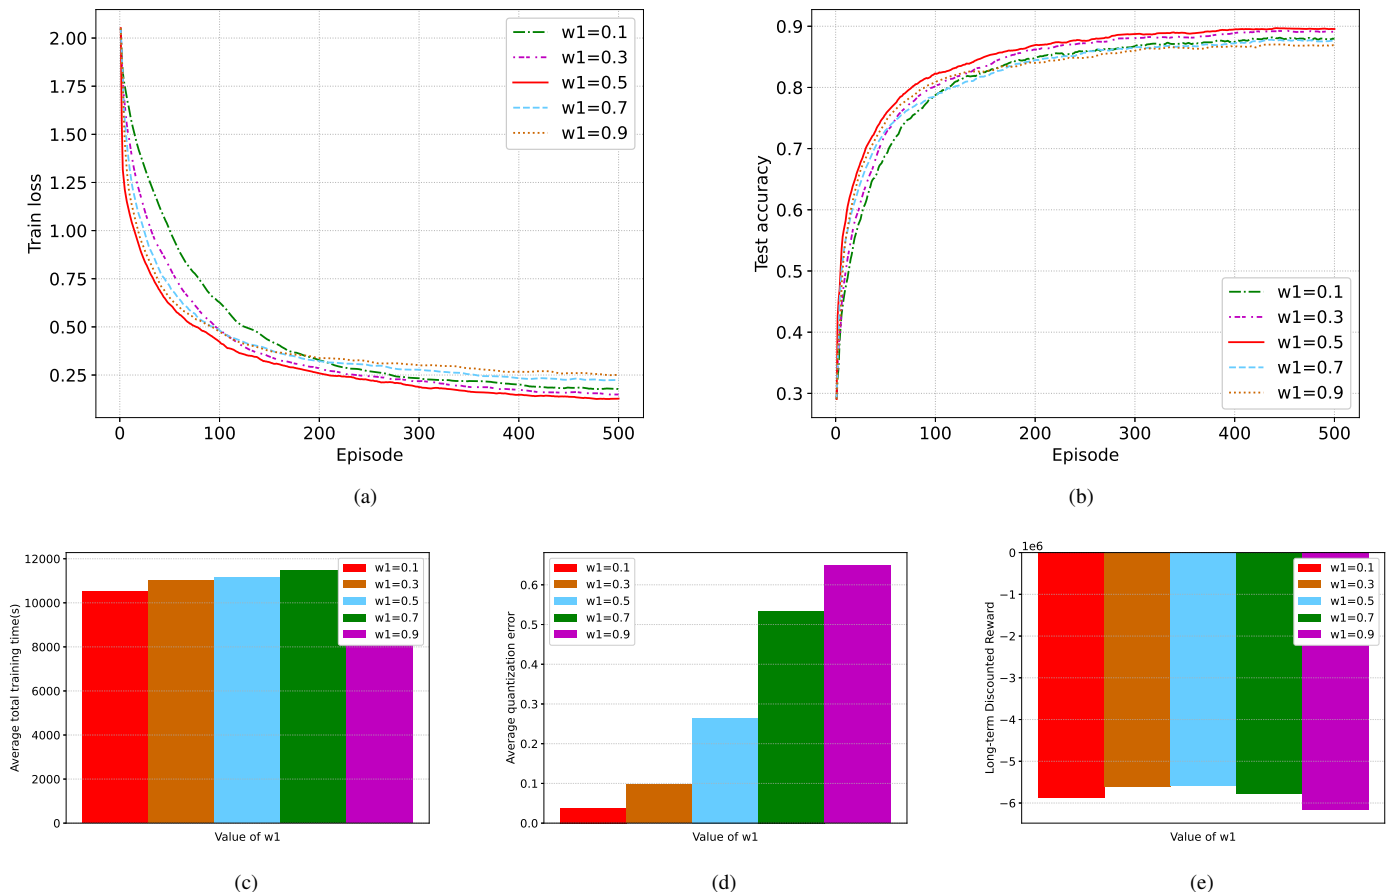 2.00
1.75
1.50
1.25
1.00
0.75
0.50
0.25
Train loss
0
100
200
300
400
500
Episode
w1=0.1
w1=0.3
w1=0.5
w1=0.7
w1=0.9
(a)
0.9
0.8
0.7
0.6
0.5
0.4
0.3
Test accuracy
0
100
200
300
400
500
Episode
w1=0.1
w1=0.3
w1=0.5
w1=0.7
w1=0.9
(b)
12000
10000
8000
6000
4000
2000
0
Average total training time(s)
w1=0.1
w1=0.3
w1=0.5
w1=0.7
w1=0.9
Value of w1
(c)
0.6
0.5
0.4
0.3
0.2
0.1
0.0
Average quantization error
w1=0.1
w1=0.3
w1=0.5
w1=0.7
w1=0.9
Value of w1
(d)
1e6
0
−1
−2
−3
−4
−5
−6
Long-term Discounted Reward
w1=0.1
w1=0.3
w1=0.5
w1=0.7
w1=0.9
Value of w1
(e)